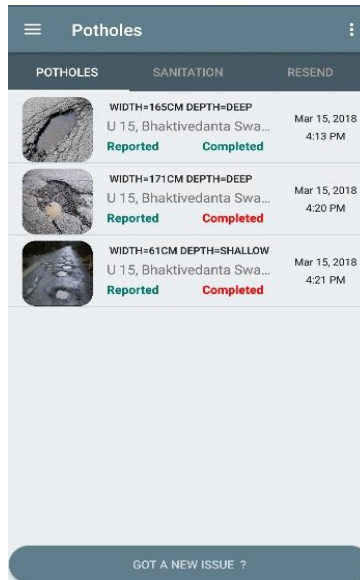 Potholes
POTHOLES SANITATION RESEND
WIDTH=165CM DEPTH=DEEP
U 15, Bhaktivedanta Swa...
Mar 15, 2018
4:13 PM
Reported Completed
WIDTH=171CM DEPTH=DEEP
U 15, Bhaktivedanta Swa...
Mar 15, 2018
4:20 PM
Reported Completed
WIDTH=61CM DEPTH=SHALLOW
U 15, Bhaktivedanta Swa...
Mar 15, 2018
4:21 PM
Reported Completed
GOT A NEW ISSUE ?